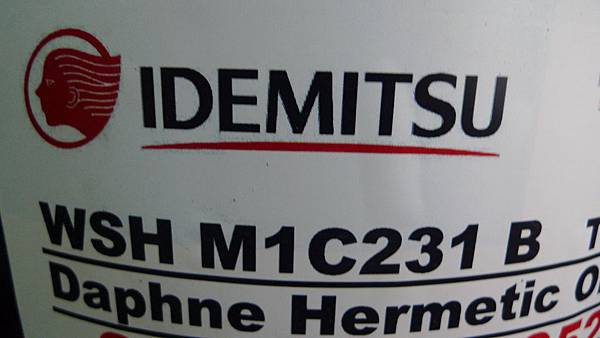 IDEMITSU
WSH M1C231 B T
Daphne Hermetic O